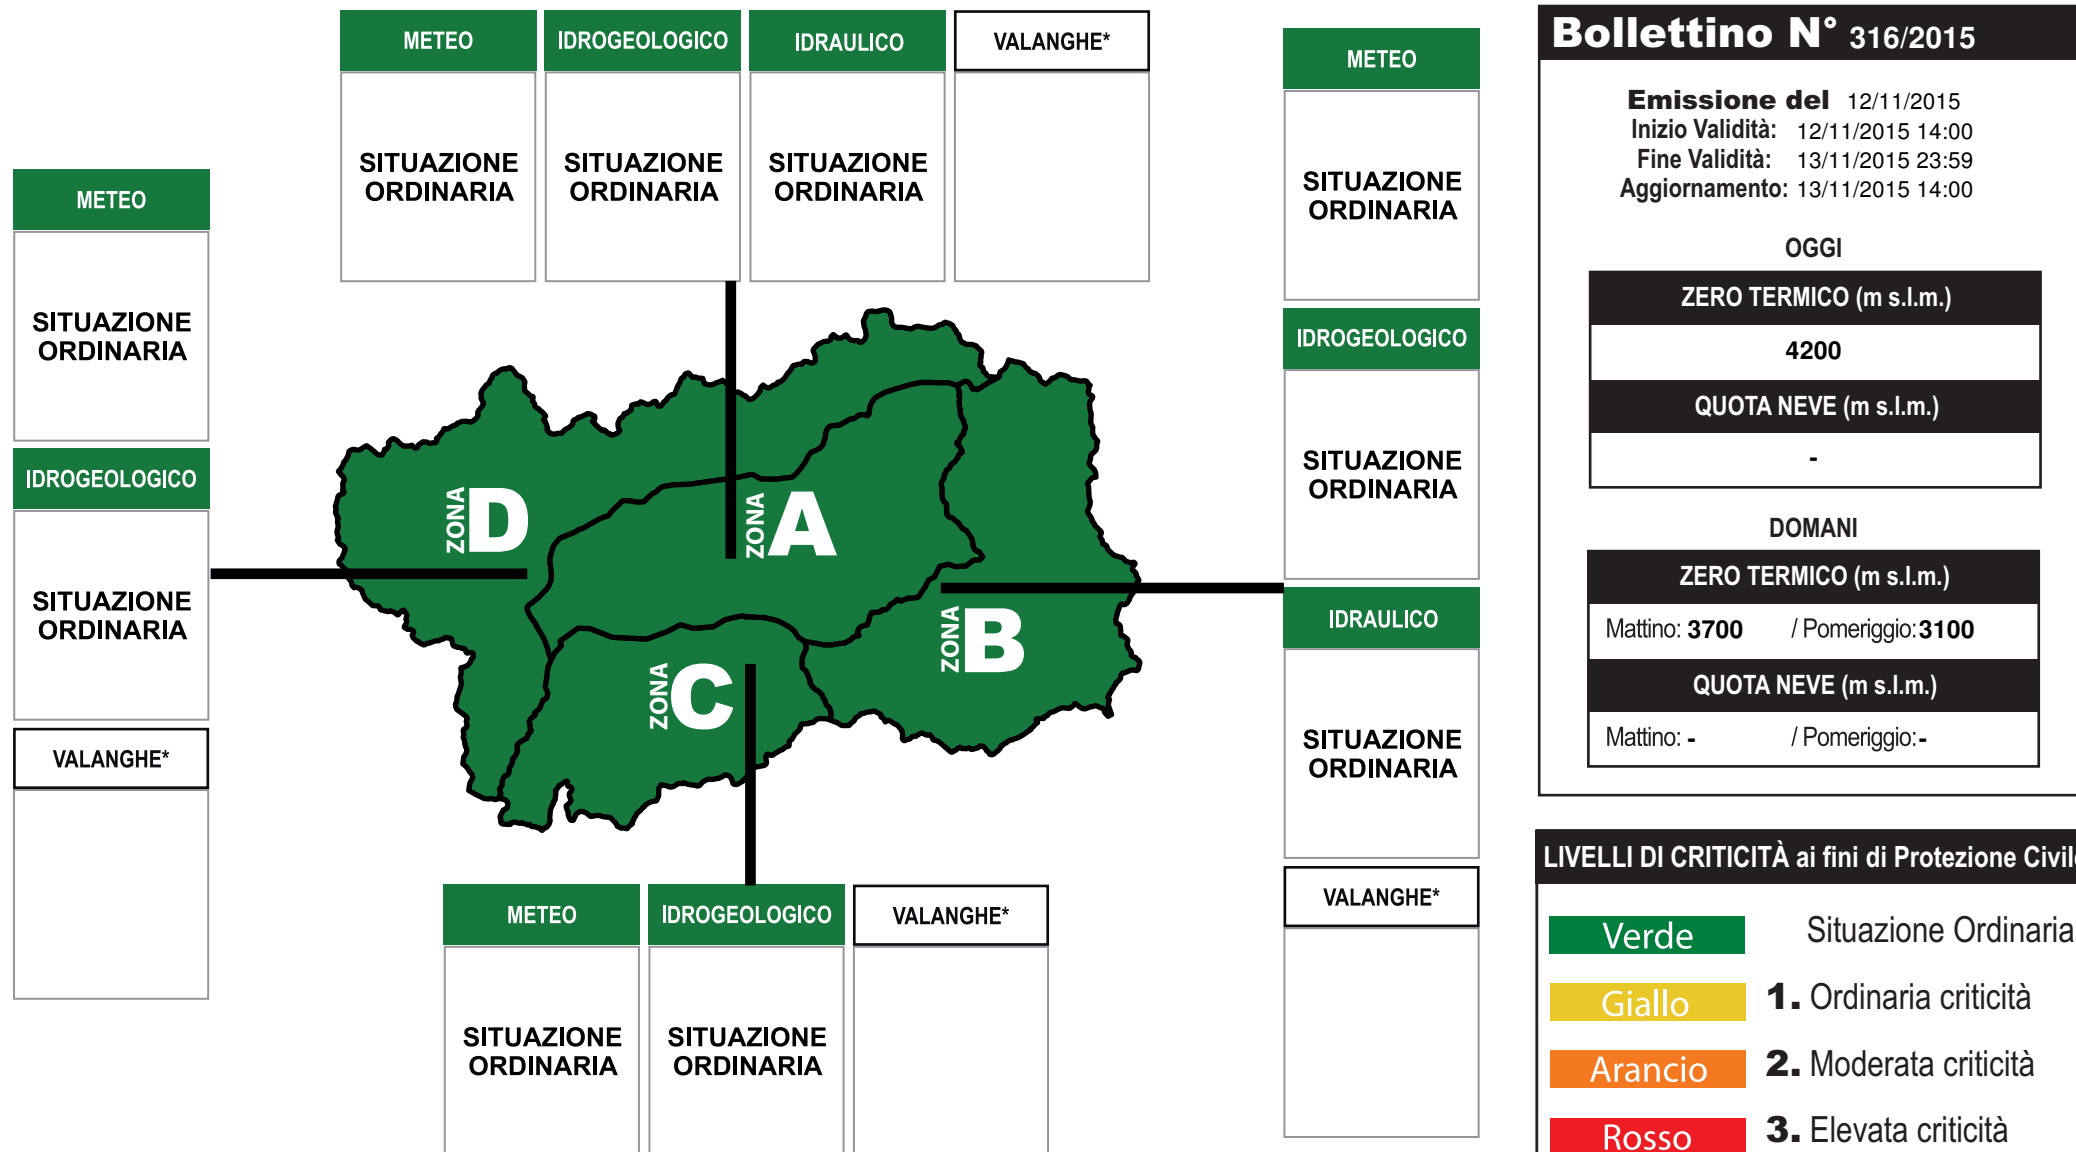 METEO IDROGEOLOGICO IDRAULICO VALANGHE*
SITUAZIONE ORDINARIA
SITUAZIONE ORDINARIA
SITUAZIONE ORDINARIA
METEO
SITUAZIONE
ORDINARIA
IDROGEOLOGICO
SITUAZIONE
ORDINARIA
VALANGHE*
ZONA D
ZONA A
ZONA B
ZONA C
METEO
SITUAZIONE
ORDINARIA
IDROGEOLOGICO
SITUAZIONE
ORDINARIA
IDRAULICO
SITUAZIONE
ORDINARIA
VALANGHE*
METEO IDROGEOLOGICO VALANGHE*
SITUAZIONE ORDINARIA
SITUAZIONE ORDINARIA
Bollettino N° 316/2015
Emissione del 12/11/2015
Inizio Validità: 12/11/2015 14:00
Fine Validità: 13/11/2015 23:59
Aggiornamento: 13/11/2015 14:00
OGGI
ZERO TERMICO (m s.l.m.)
4200
QUOTA NEVE (m s.l.m.)
-
DOMANI
ZERO TERMICO (m s.l.m.)
Mattino: 3700 / Pomeriggio: 3100
QUOTA NEVE (m s.l.m.)
Mattino: - / Pomeriggio: -
LIVELLI DI CRITICITÀ ai fini di Protezione Civile
Verde Situazione Ordinaria
Giallo 1. Ordinaria criticità
Arancio 2. Moderata criticità
Rosso 3. Elevata criticità